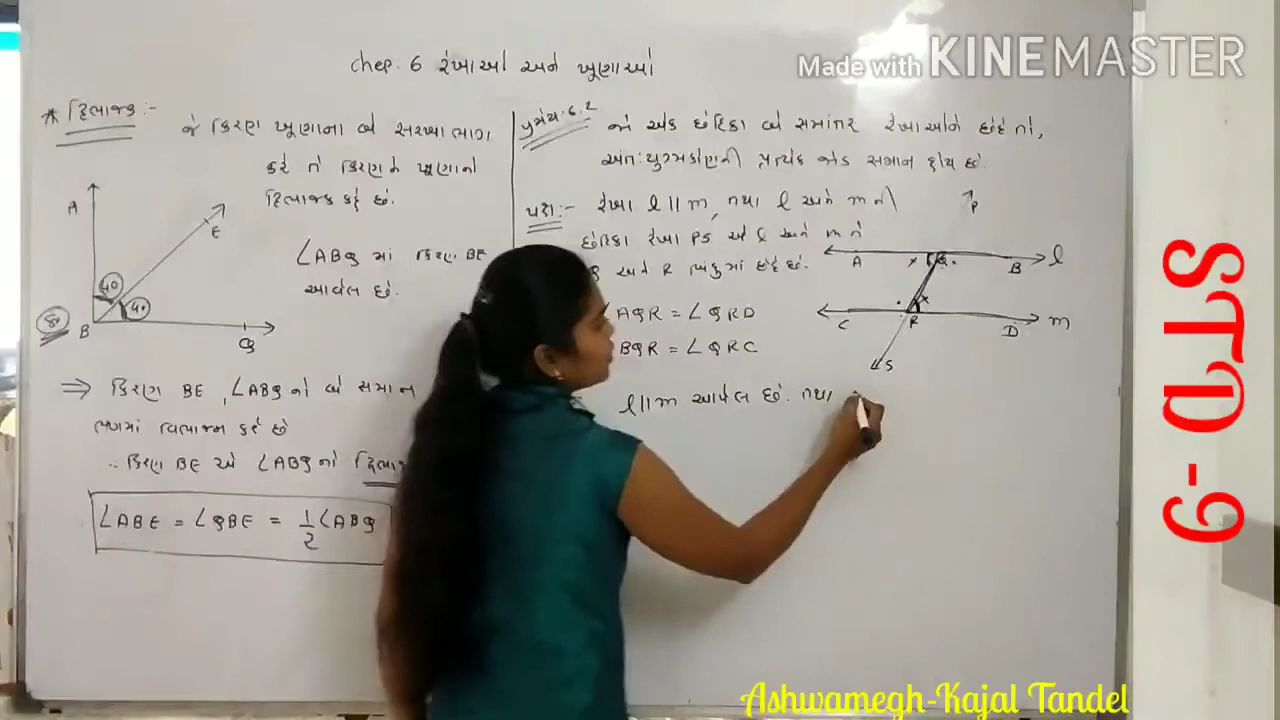 Made with KINEMASTER
Chep. 6 રેખાઓ અને ખૂણાઓ
* દ્વિભાજક :-
જે કિરણ ખૂણાના બે સરખા ભાગ
કરે તે કિરણને ખૂણાનો
દ્વિભાજક કહે છે.
A
E
40
40
80
B
Q
∠ABQ માં કિરણ BE
આવેલ છે.
⇒ કિરણ BE , ∠ABQ નો બે સમાન
ભાગમાં વિભાજન કરે છે
∴ કિરણ BE એ ∠ABQ નો
∠ABE = ∠QBE = 1/2 ∠ABQ
પ્રમેય: 6.2
જો એક છેદિકા બે સમાંતર રેખાઓને છેદે તો,
અંત:યુગ્મકોણની પ્રત્યેક જોડ સમાન હોય છે.
પક્ષ :- રેખા l || m, તથા l અને m ની
છેદિકા રેખા PS એ l અને m ને
અને R બિંદુમાં છેદે છે.
AQR = ∠QRD
BQR = ∠QRC
l || m આવેલ છે. તથા
P
A x Q B l
x
C R D m
S
STD - 9
Ashwamegh-Kajal Tandel